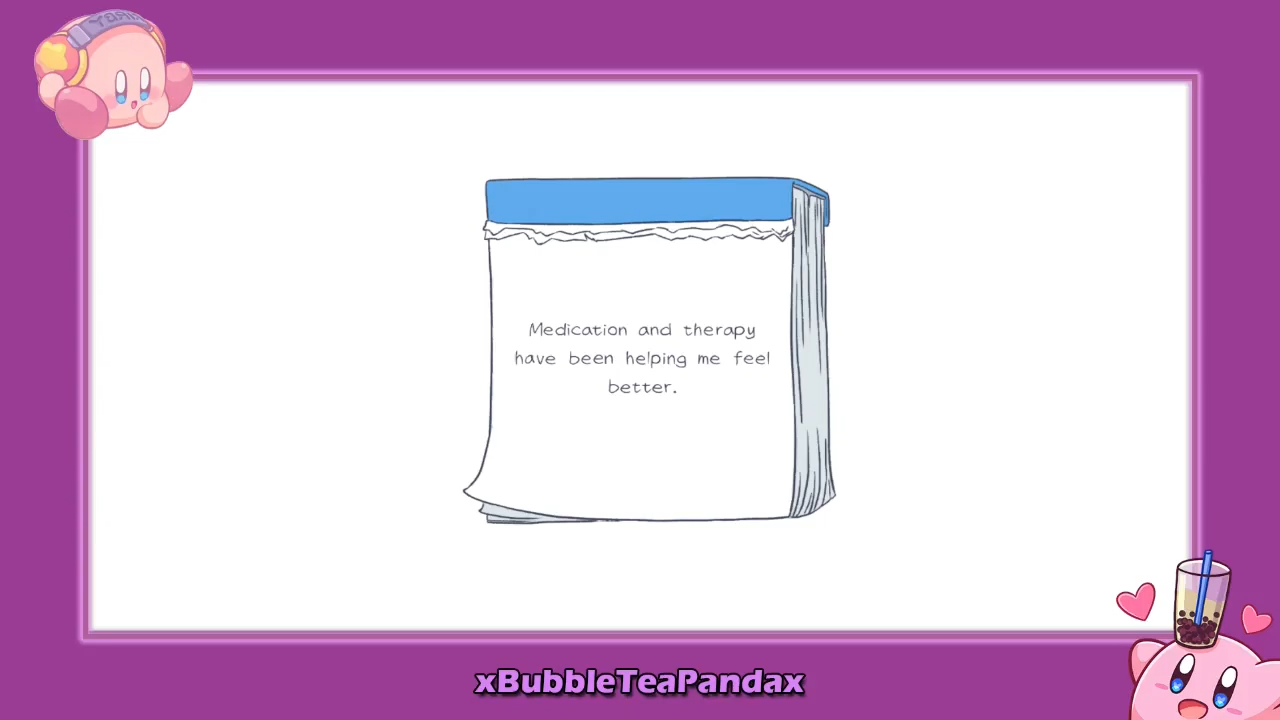 Medication and therapy
have been helping me feel
better.
xBubbleTeaPandax